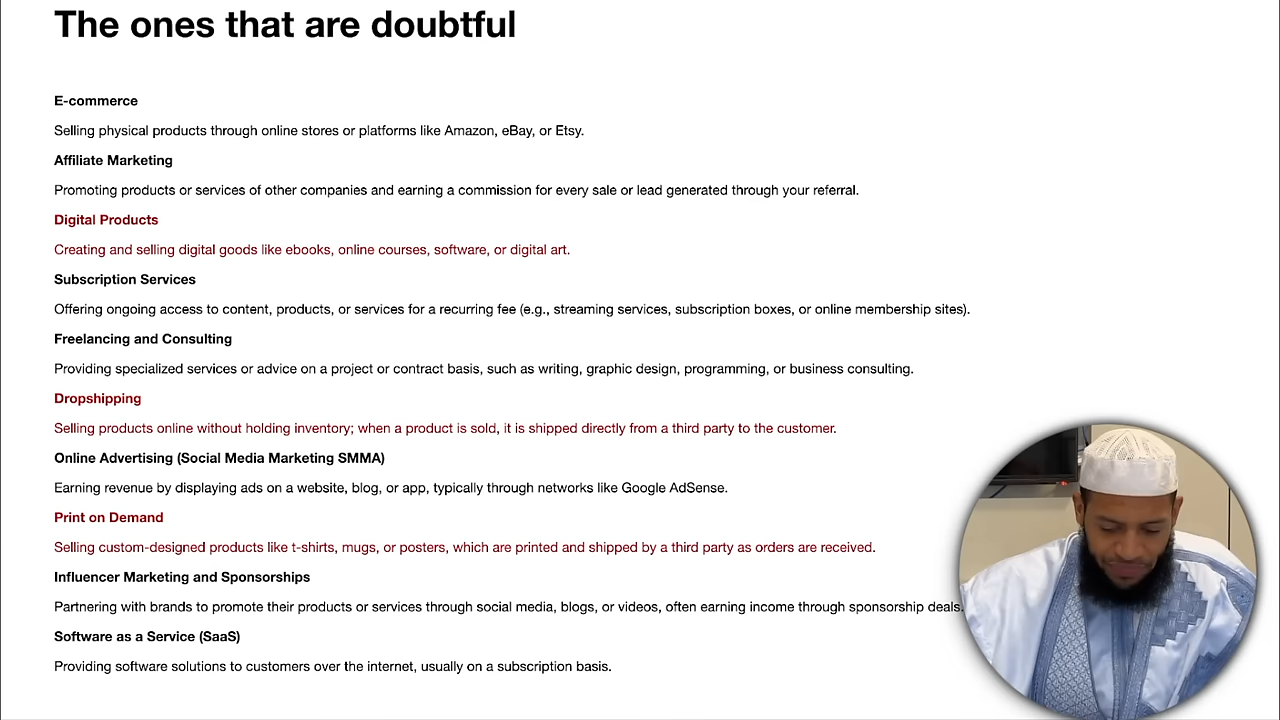 The ones that are doubtful
E-commerce
Selling physical products through online stores or platforms like Amazon, eBay, or Etsy.
Affiliate Marketing
Promoting products or services of other companies and earning a commission for every sale or lead generated through your referral.
Digital Products
Creating and selling digital goods like ebooks, online courses, software, or digital art.
Subscription Services
Offering ongoing access to content, products, or services for a recurring fee (e.g., streaming services, subscription boxes, or online membership sites).
Freelancing and Consulting
Providing specialized services or advice on a project or contract basis, such as writing, graphic design, programming, or business consulting.
Dropshipping
Selling products online without holding inventory; when a product is sold, it is shipped directly from a third party to the customer.
Online Advertising (Social Media Marketing SMMA)
Earning revenue by displaying ads on a website, blog, or app, typically through networks like Google AdSense.
Print on Demand
Selling custom-designed products like t-shirts, mugs, or posters, which are printed and shipped by a third party as orders are received.
Influencer Marketing and Sponsorships
Partnering with brands to promote their products or services through social media, blogs, or videos, often earning income through sponsorship deals.
Software as a Service (SaaS)
Providing software solutions to customers over the internet, usually on a subscription basis.